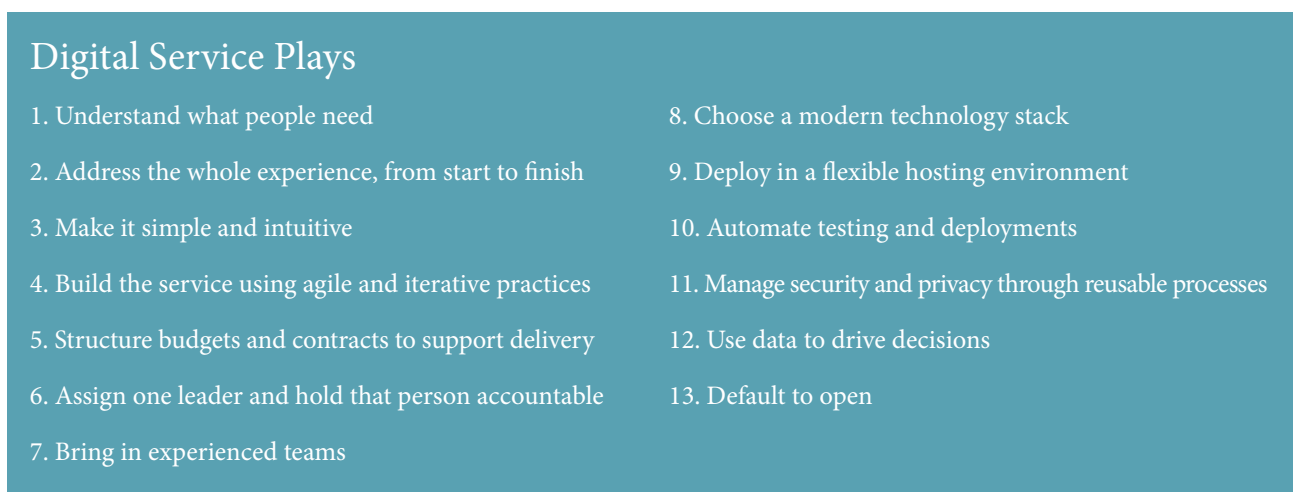 Digital Service Plays
1. Understand what people need
2. Address the whole experience, from start to finish
3. Make it simple and intuitive
4. Build the service using agile and iterative practices
5. Structure budgets and contracts to support delivery
6. Assign one leader and hold that person accountable
7. Bring in experienced teams
8. Choose a modern technology stack
9. Deploy in a flexible hosting environment
10. Automate testing and deployments
11. Manage security and privacy through reusable processes
12. Use data to drive decisions
13. Default to open